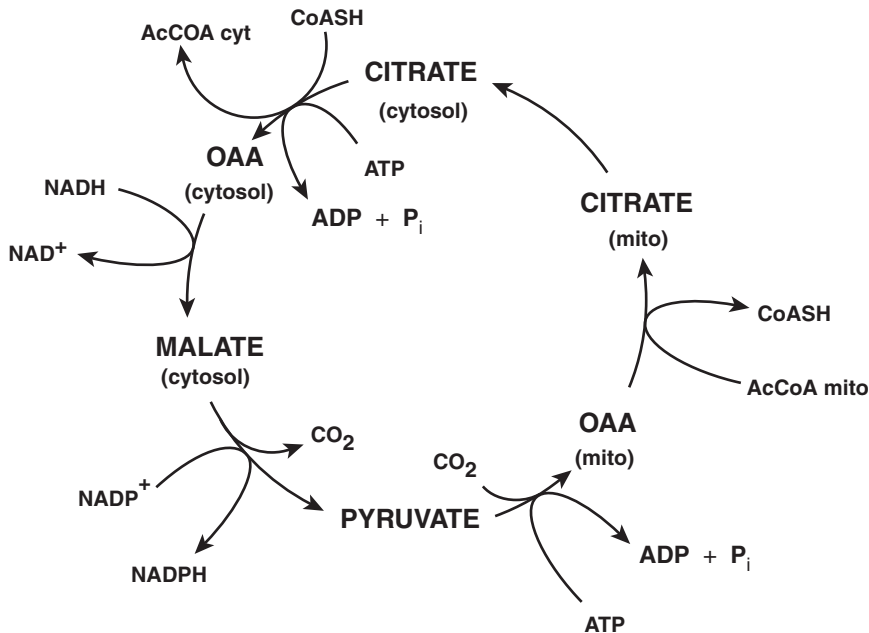 CoASH
AcCOA cyt
CITRATE
(cytosol)
OAA
(cytosol)
ATP
NADH
ADP + Pi
NAD+
CITRATE
(mito)
CoASH
MALATE
(cytosol)
AcCoA mito
OAA
(mito)
CO2
CO2
NADP+
PYRUVATE
ADP + Pi
NADPH
ATP